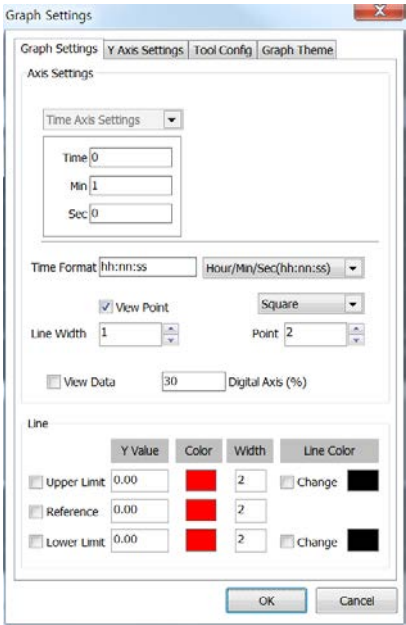 Graph Settings
Graph Settings Y Axis Settings Tool Config Graph Theme
Axis Settings
Time Axis Settings
Time 0
Min 1
Sec 0
Time Format hh:nn:ss Hour/Min/Sec(hh:nn:ss)
View Point Square
Line Width 1 Point 2
View Data 30 Digital Axis (%)
Line
Y Value Color Width Line Color
Upper Limit 0.00 2 Change
Reference 0.00 2
Lower Limit 0.00 2 Change
OK Cancel